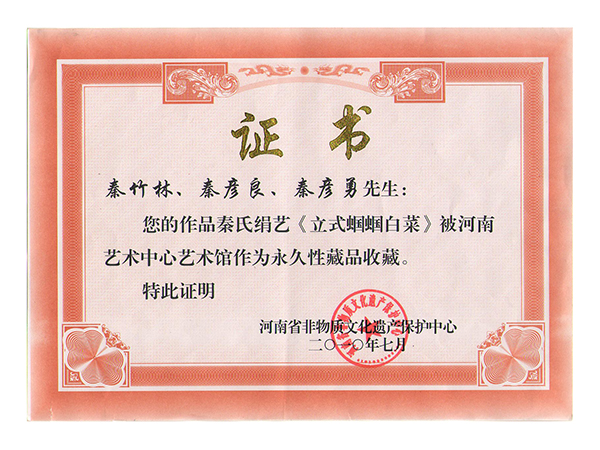 证书
秦竹林、秦彦良、秦彦勇先生：
您的作品秦氏绢艺《立式蝈蝈白菜》被河南
艺术中心艺术馆作为永久性藏品收藏。
特此证明
河南省非物质文化遗产保护中心
二〇一〇年七月